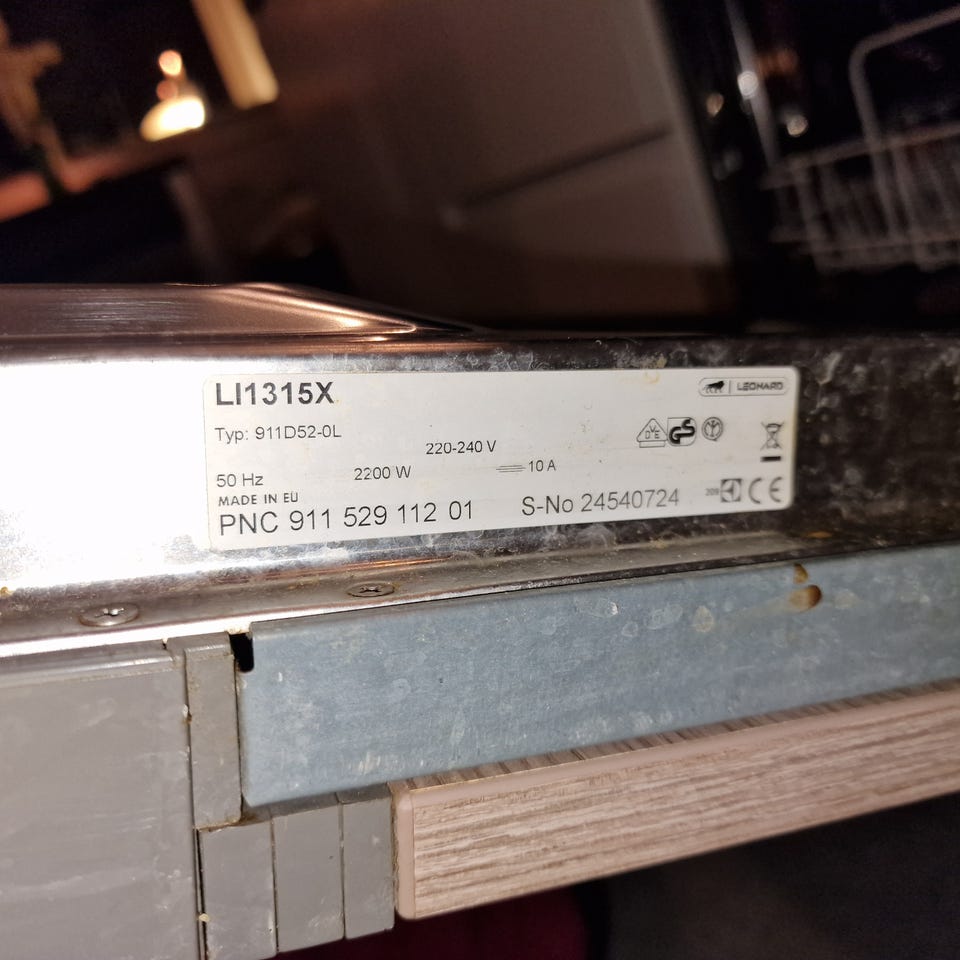 LI1315X
LEONARD
Typ: 911D52-0L
220-240 V
50 Hz 2200 W 10 A
MADE IN EU
PNC 911 529 112 01 S-No 24540724
CE